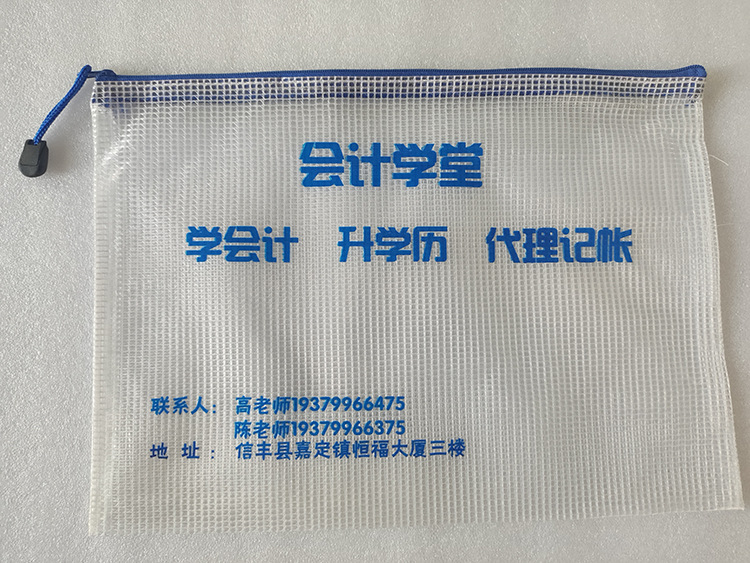 会计学堂
学会计 升学历 代理记帐
联系人：高老师19379966475
陈老师19379966375
地 址：信丰县嘉定镇恒福大厦三楼